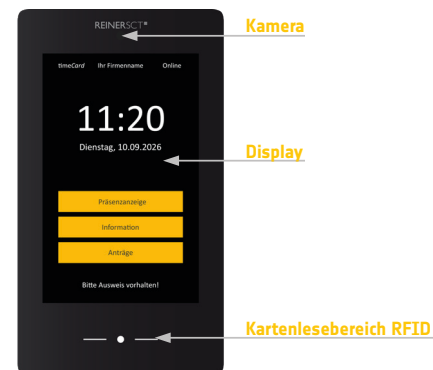 REINERSCT®
Kamera
timeCard Ihr Firmenname Online
11:20
Dienstag, 10.09.2026
Display
Präsenzanzeige
Information
Anträge
Bitte Ausweis vorhalten!
Kartenlesebereich RFID